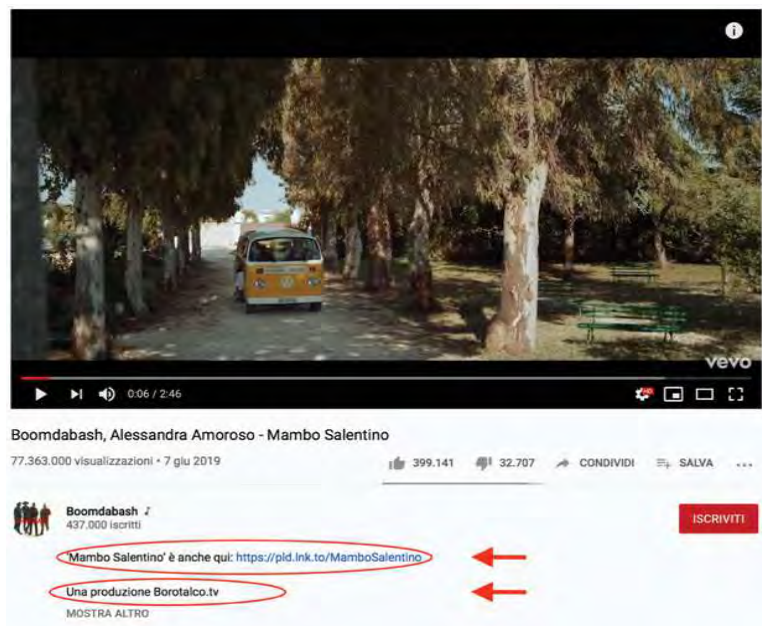 vevo
0:06 / 2:46
HD
Boomdabash, Alessandra Amoroso - Mambo Salentino
77.363.000 visualizzazioni • 7 giu 2019
399.141 32.707 CONDIVIDI SALVA ...
Boomdabash
437.000 iscritti
ISCRIVITI
'Mambo Salentino' è anche qui: https://pld.lnk.to/MamboSalentino
Una produzione Borotalco.tv
MOSTRA ALTRO